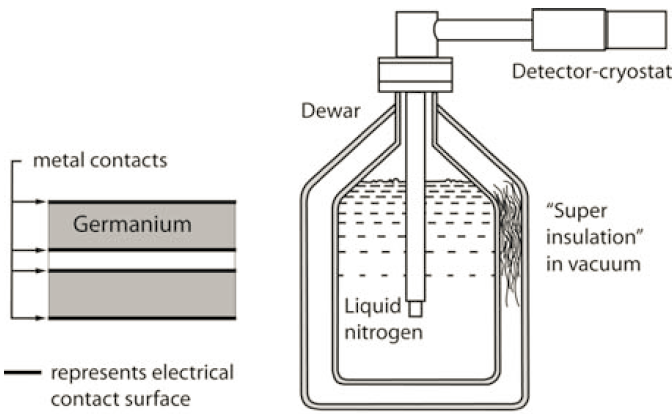 Detector-cryostat
Dewar
metal contacts
Germanium
“Super
insulation”
in vacuum
Liquid
nitrogen
represents electrical
contact surface